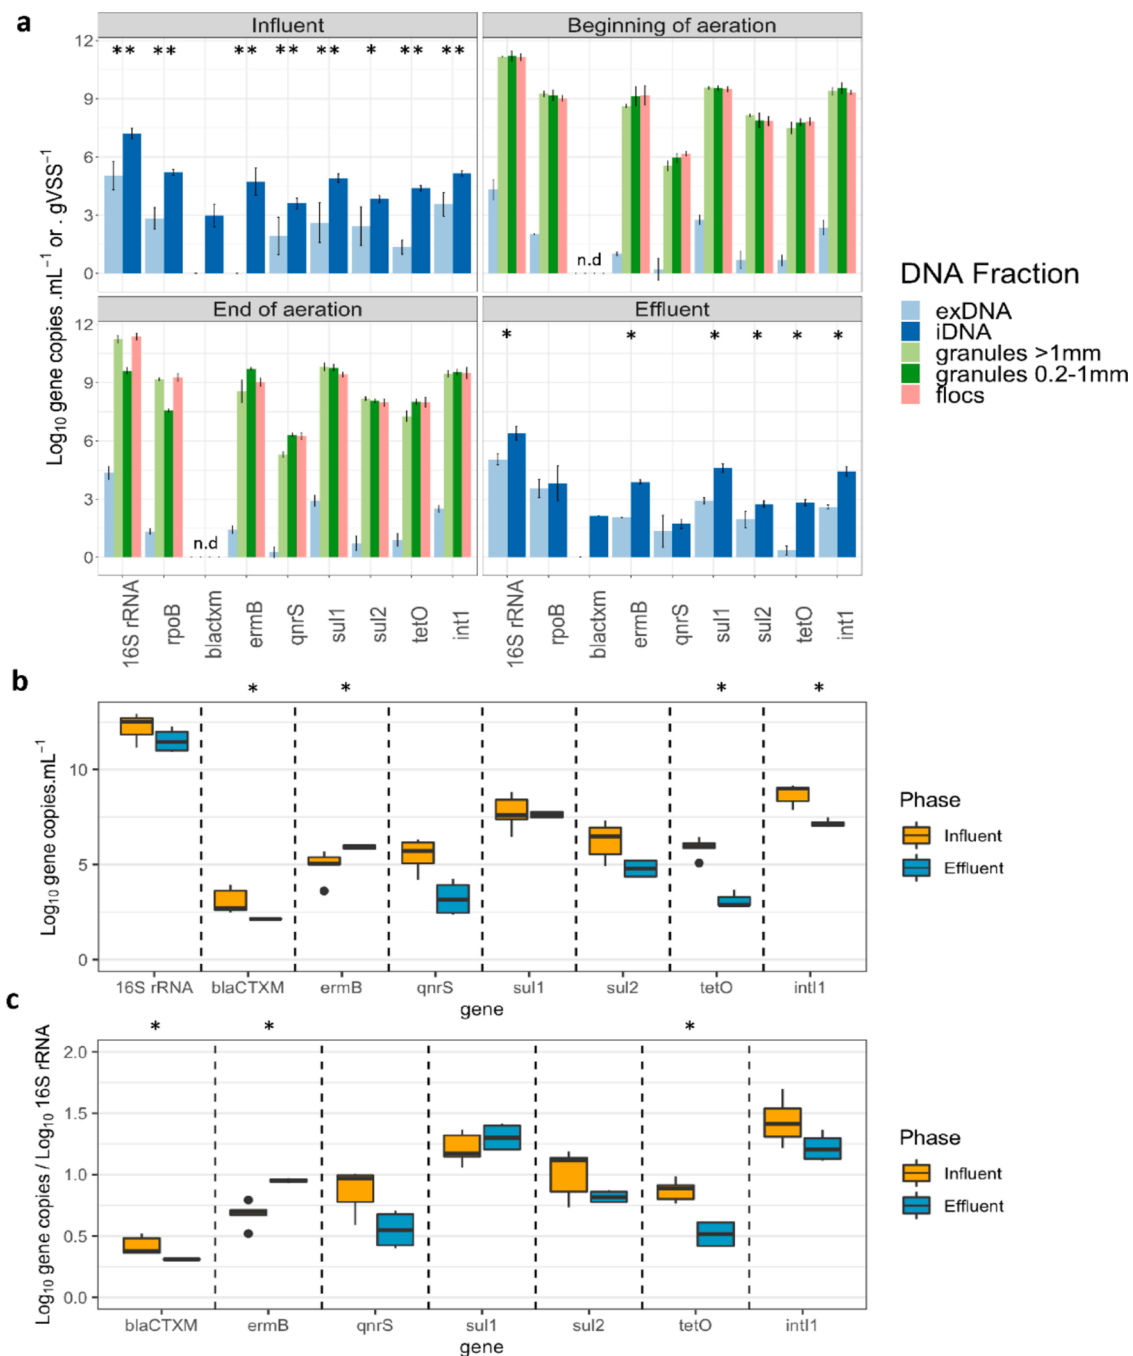 a
Influent
Beginning of aeration
12
9
6
3
0
** ** ** ** ** * ** **
n.d
Log10 gene copies .mL−1 or . gVSS−1
End of aeration
Effluent
12
9
6
3
0
n.d
* * * * * *
16S rRNA rpoB blactxm ermB qnrS sul1 sul2 tetO int1
16S rRNA rpoB blactxm ermB qnrS sul1 sul2 tetO int1
DNA Fraction
exDNA
iDNA
granules >1mm
granules 0.2-1mm
flocs
b
* * * *
Log10 gene copies.mL−1
10
5
0
16S rRNA blaCTXM ermB qnrS sul1 sul2 tetO intI1
gene
Phase
Influent
Effluent
c
* * *
Log10 gene copies / Log10 16S rRNA
2.0
1.5
1.0
0.5
0.0
blaCTXM ermB qnrS sul1 sul2 tetO intI1
gene
Phase
Influent
Effluent